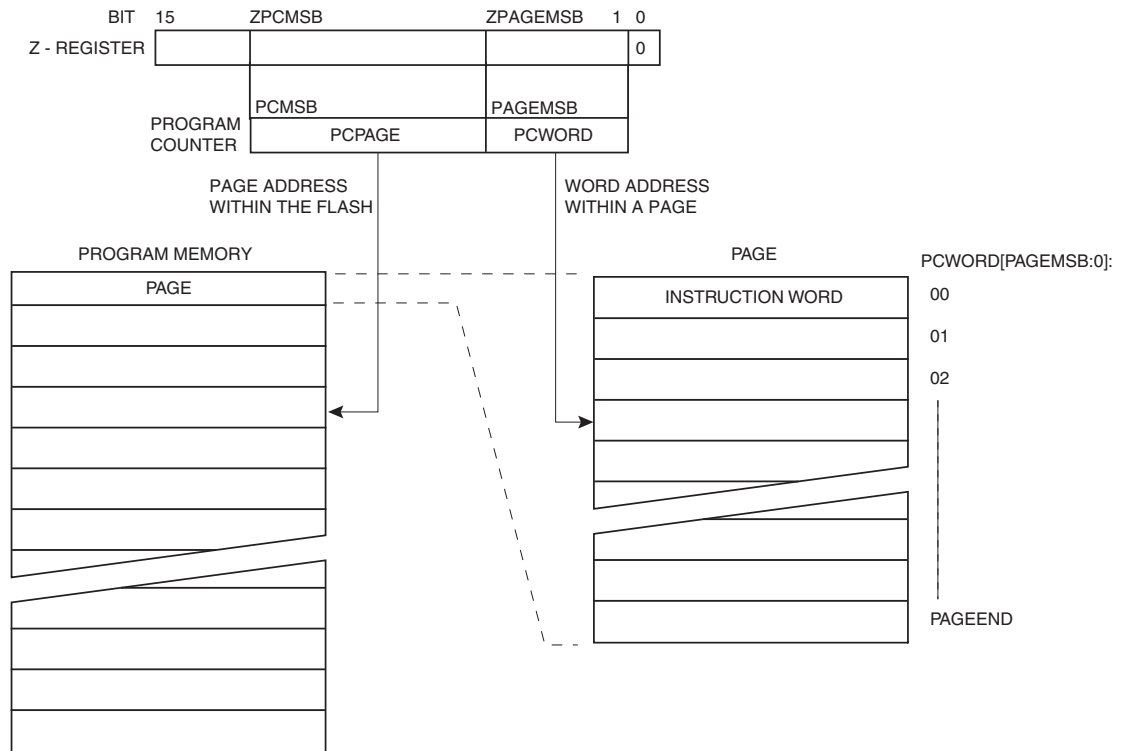 BIT 15 ZPCMSB ZPAGEMSB 1 0
Z - REGISTER 0
PCMSB PAGEMSB
PROGRAM
COUNTER
PCPAGE PCWORD
PAGE ADDRESS
WITHIN THE FLASH
WORD ADDRESS
WITHIN A PAGE
PROGRAM MEMORY
PAGE
PAGE
INSTRUCTION WORD
PCWORD[PAGEMSB:0]:
00
01
02
PAGEEND